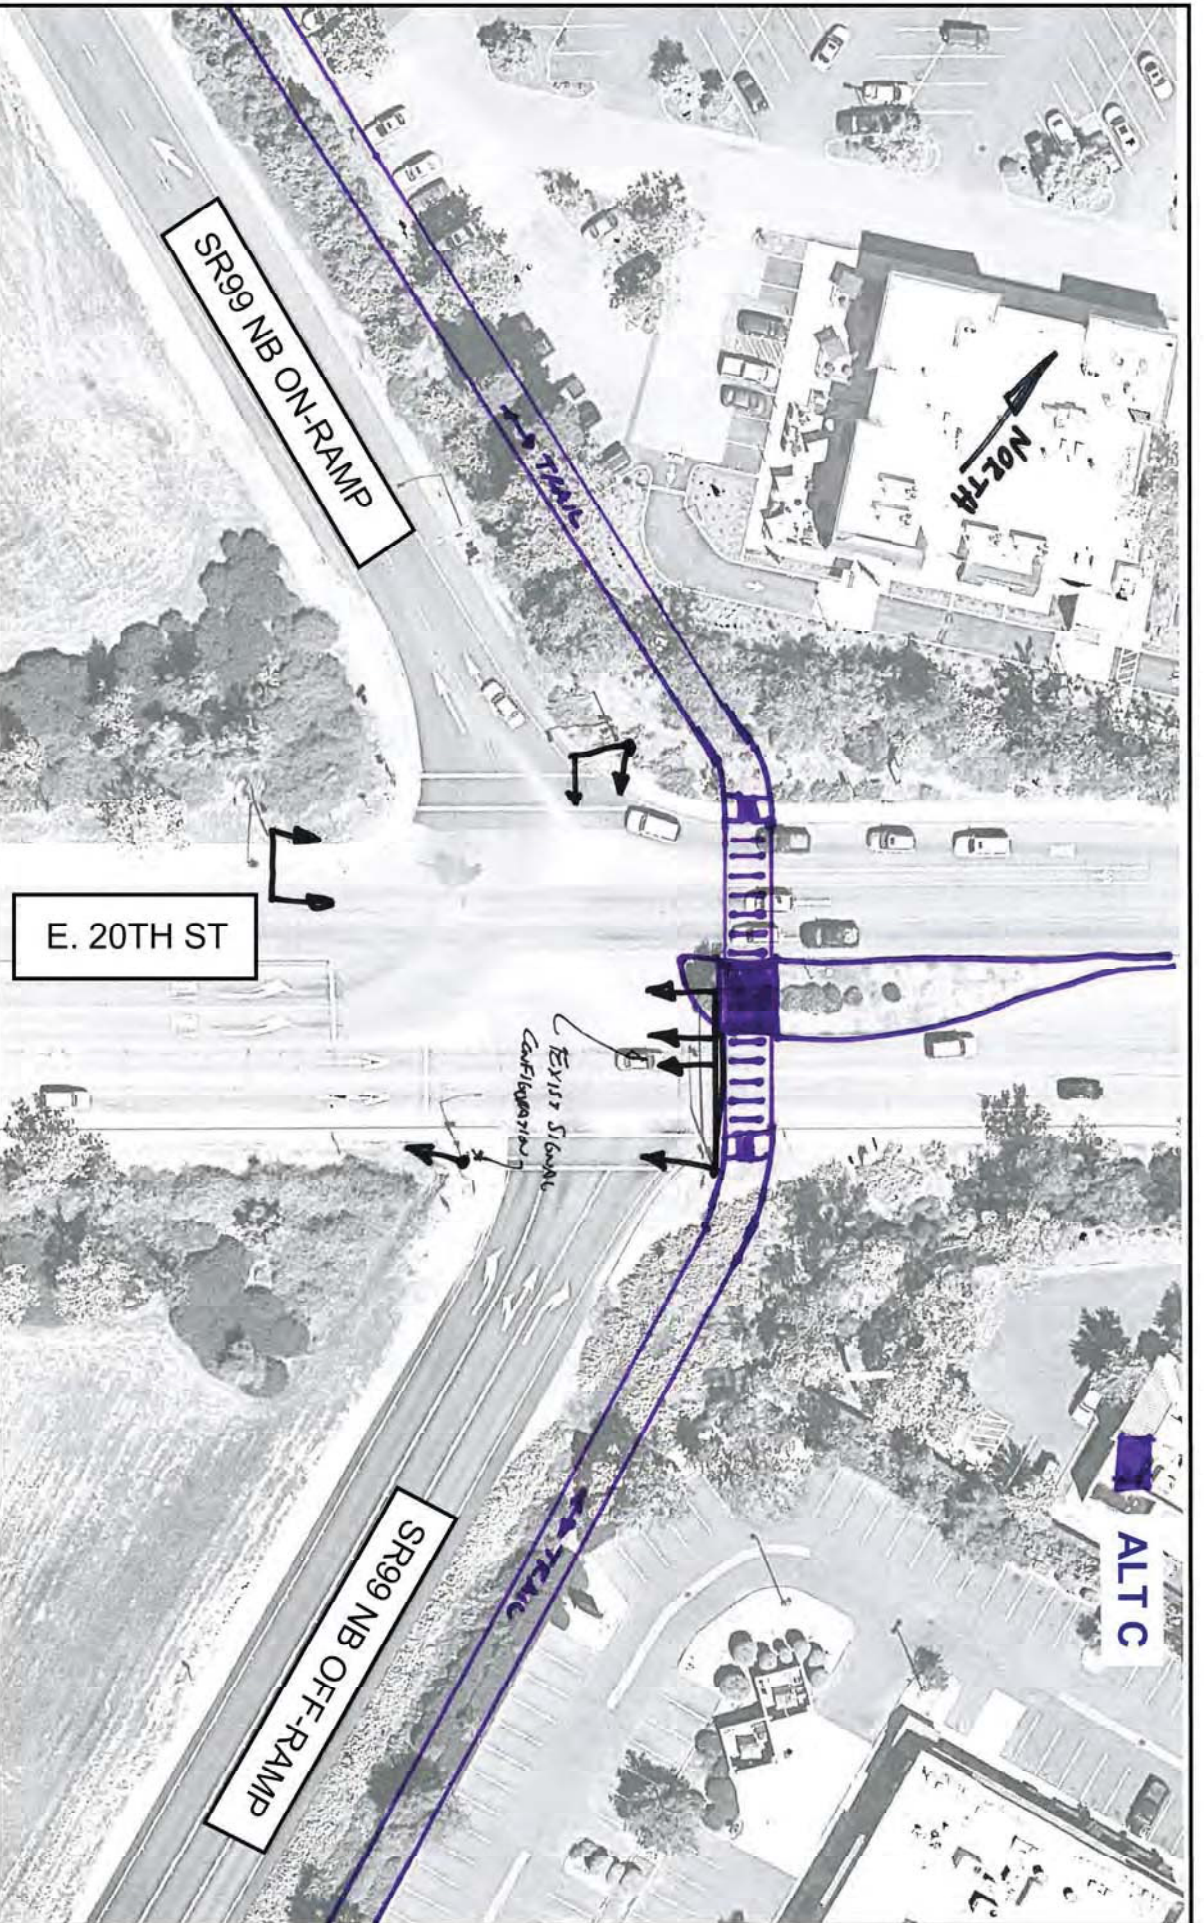 SR99 NB ON-RAMP
NORTH
TRAIL
E. 20TH ST
EXIST SIGNAL
CONFIGURATION
ALT C
TRAIL
SR99 NB OFF-RAMP